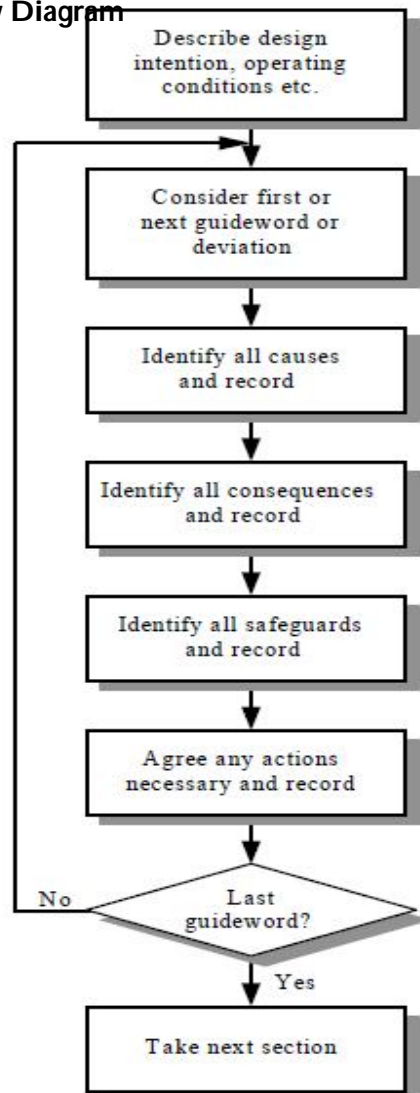 Diagram
Describe design
intention, operating
conditions etc.
Consider first or
next guideword or
deviation
Identify all causes
and record
Identify all consequences
and record
Identify all safeguards
and record
Agree any actions
necessary and record
No
Last
guideword?
Yes
Take next section